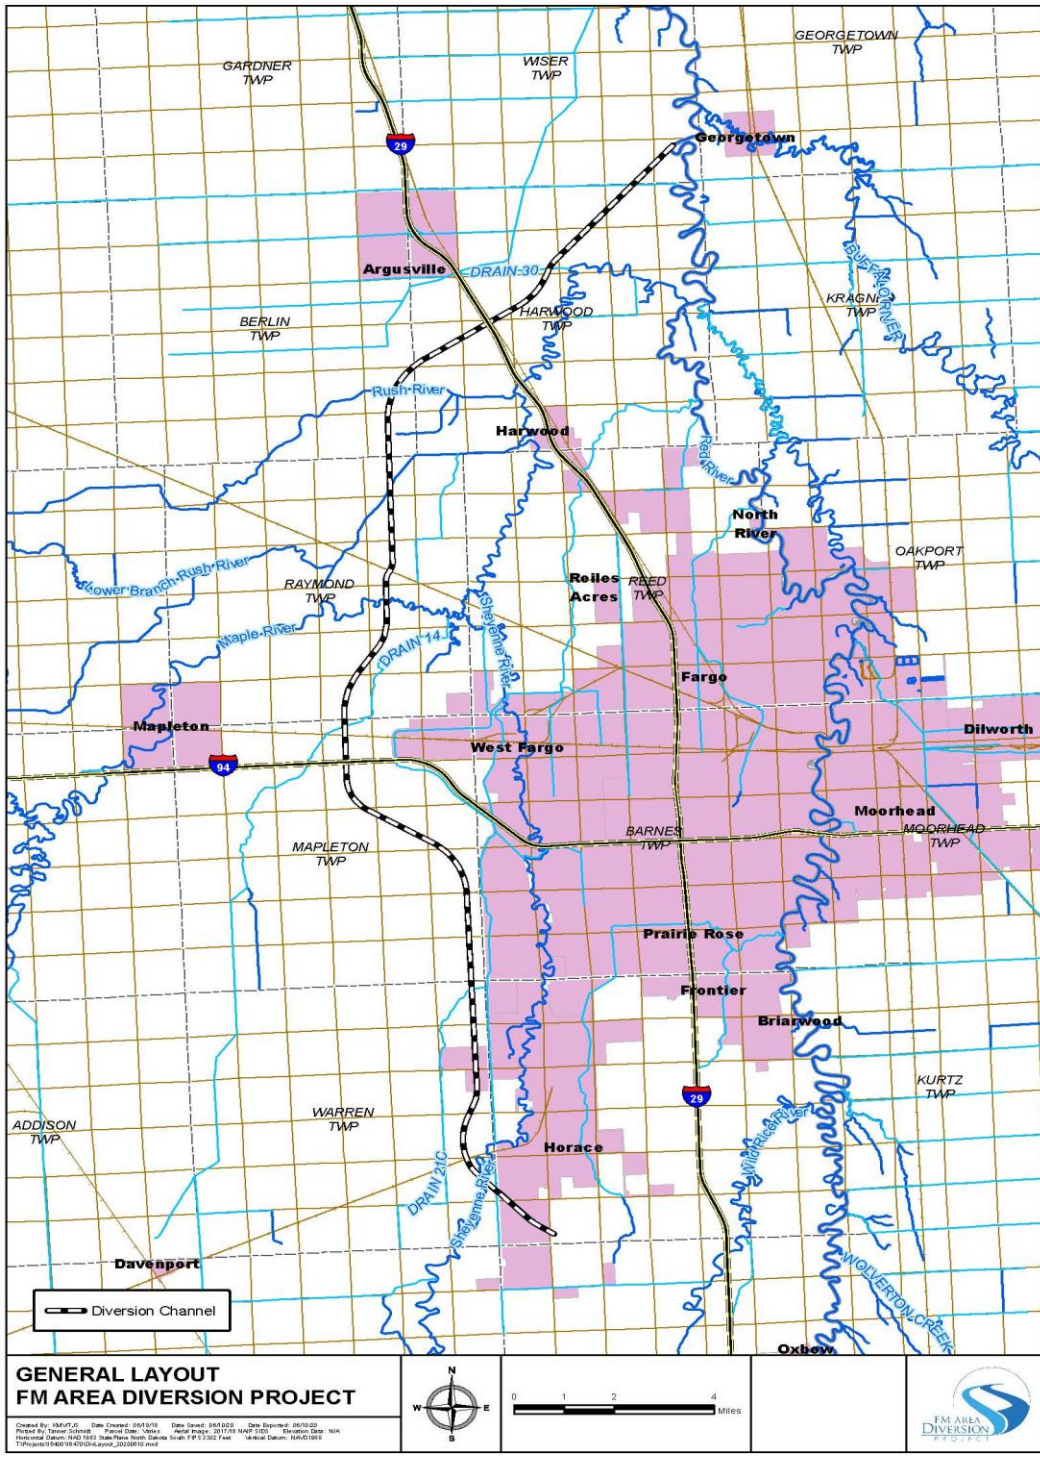 GEORGETOWN
TWP
WISER
TWP
GARDNER
TWP
Georgetown
29
BUFFALO RIVER
Argusville
DRAIN 30
KRAGNES
TWP
HARWOOD
TWP
BERLIN
TWP
Rush River
Harwood
Red River
North
River
OAKPORT
TWP
Lower Branch Rush River
RAYMOND
TWP
Reiles
Acres
REED
TWP
Sheyenne River
Maple River
DRAIN 14
Fargo
Mapleton
West Fargo
Dilworth
94
Moorhead
BARNES
TWP
MOORHEAD
TWP
MAPLETON
TWP
Prairie Rose
Frontier
Briarwood
29
KURTZ
TWP
ADDISON
TWP
WARREN
TWP
Wild Rice River
Horace
DRAIN 21C
Sheyenne River
Davenport
WOLVERTON CREEK
Diversion Channel
Oxbow
GENERAL LAYOUT
FM AREA DIVERSION PROJECT
N
W E
S
0 1 2 4
Miles
FM AREA
DIVERSION
PROJECT